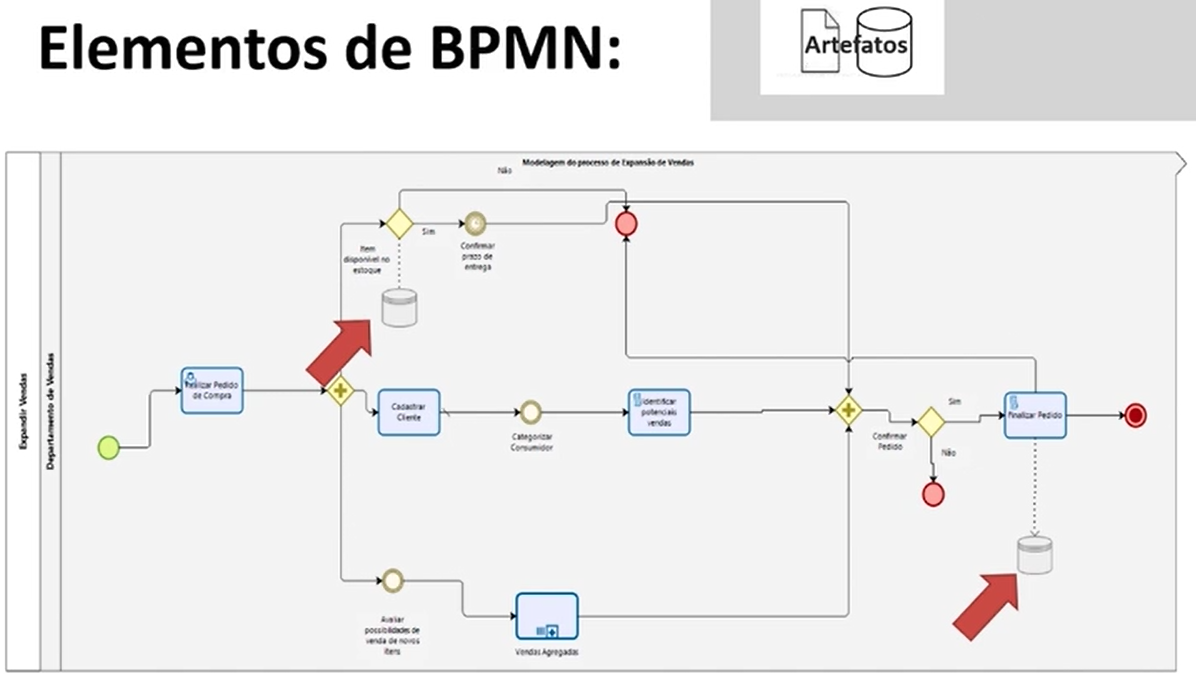 Elementos de BPMN:
Artefatos
Modelagem do processo de Expansão de Vendas
Não
Sim
Item
disponível no
estoque
Confirmar
prazo de
entrega
Expandir Vendas
Departamento de Vendas
Realizar Pedido
de Compra
Cadastrar
Cliente
Categorizar
Consumidor
Identificar
potenciais
vendas
Confirmar
Pedido
Sim
Não
Finalizar Pedido
Avaliar
possibilidades de
venda de novos
itens
Vendas Agregadas